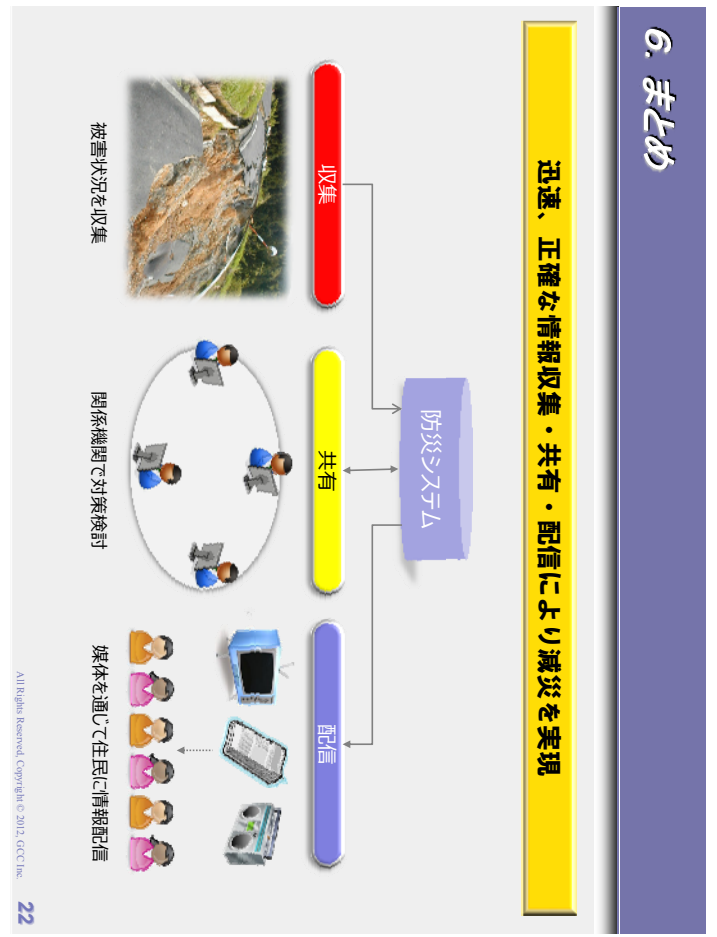 6. まとめ
迅速、正確な情報収集・共有・配信により減災を実現
防災システム
収集
共有
配信
被害状況を収集
関係機関で対策検討
媒体を通じて住民に情報配信
All Rights Reserved, Copyright © 2012, GCC Inc.
22